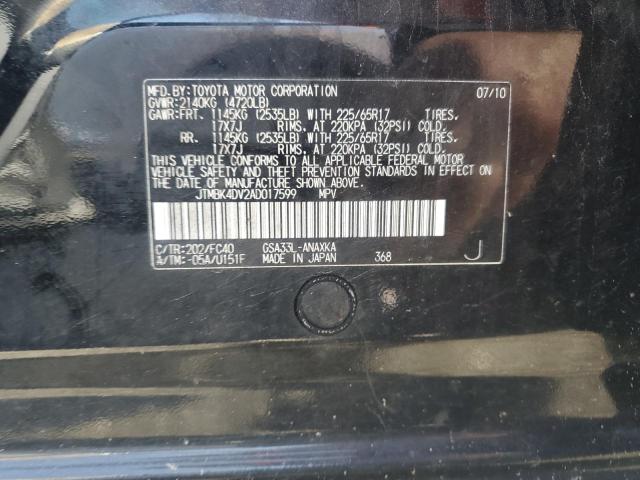 MFD.BY:TOYOTA MOTOR CORPORATION 07/10
GVWR:2140KG (4720LB)
GAWR:FRT. 1145KG (2535LB) WITH 225/65R17 TIRES,
17X7J RIMS, AT 220KPA (32PSI) COLD.
RR. 1145KG (2535LB) WITH 225/65R17 TIRES,
17X7J RIMS, AT 220KPA (32PSI) COLD.
THIS VEHICLE CONFORMS TO ALL APPLICABLE FEDERAL MOTOR
VEHICLE SAFETY AND THEFT PREVENTION STANDARDS IN EFFECT ON
THE DATE OF MANUFACTURE SHOWN ABOVE.
JTMBK4DV2AD017599 MPV
C/TR:202/FC40 GSA33L-ANAXKA J
A/TM:-05A/U151F MADE IN JAPAN 368